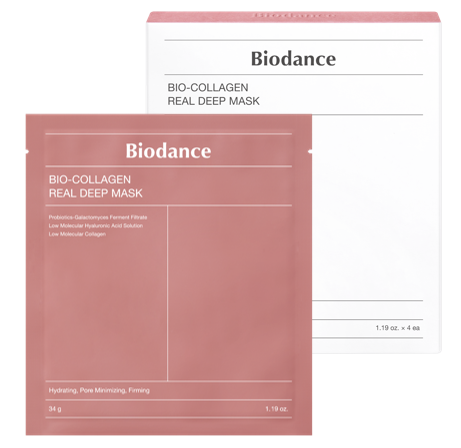 Biodance
BIO-COLLAGEN
REAL DEEP MASK
1.19 oz. × 4 ea
Biodance
BIO-COLLAGEN
REAL DEEP MASK
Probiotics-Galactomyces Ferment Filtrate
Low Molecular Hyaluronic Acid Solution
Low Molecular Collagen
Hydrating, Pore Minimizing, Firming
34 g
1.19 oz.